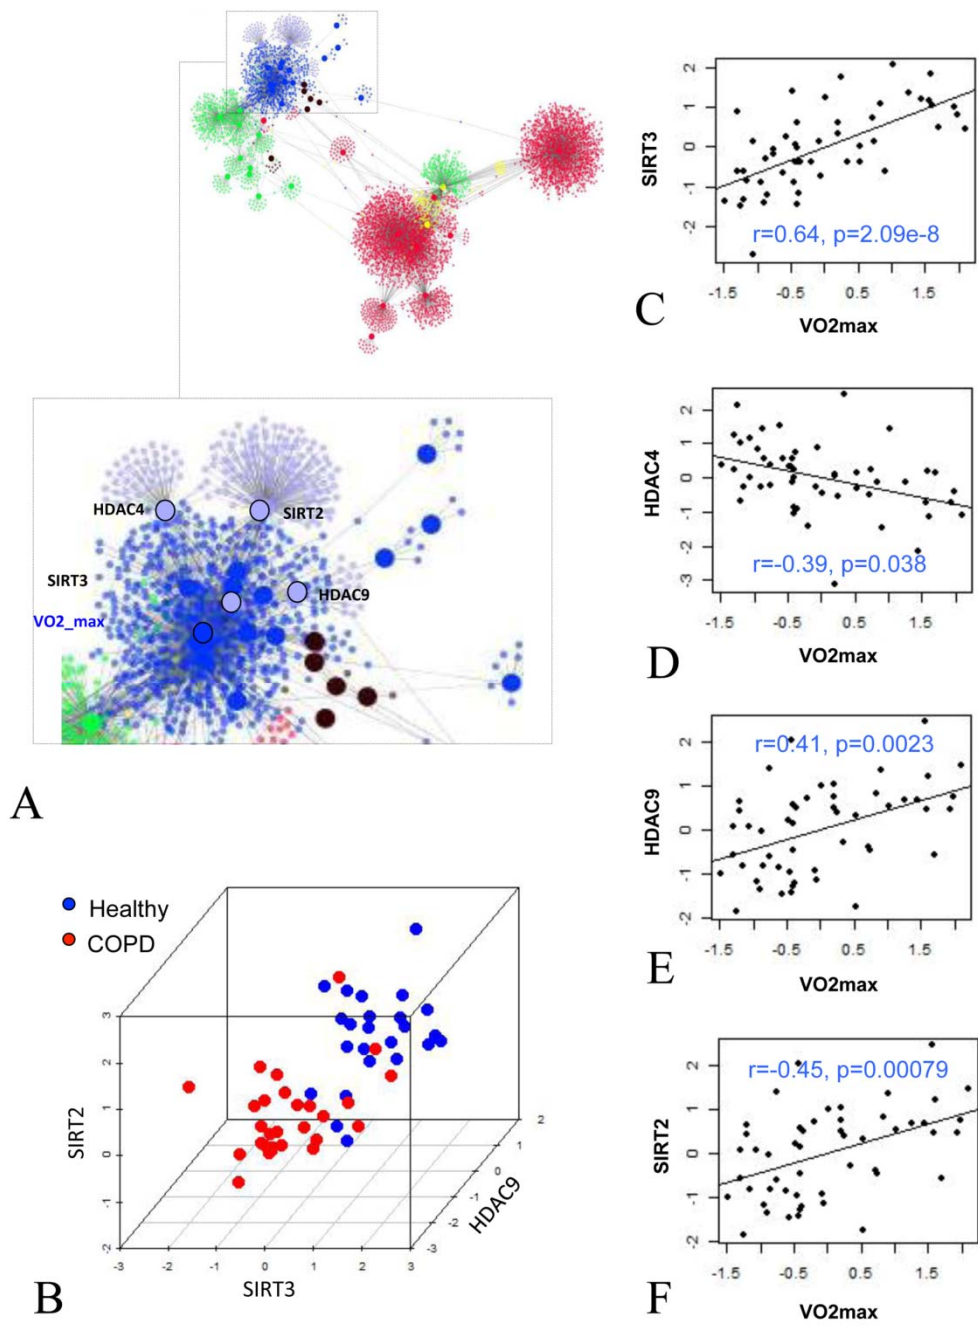 HDAC4
SIRT2
SIRT3
HDAC9
VO2_max
A
Healthy
COPD
SIRT2
3
2
1
0
-1
-2
-3
-2
-1
0
1
2
3
SIRT3
-3
-2
-1
0
1
2
HDAC9
B
SIRT3
2
1
0
-1
-2
r=0.64, p=2.09e-8
-1.5
-0.5
0.5
1.5
VO2max
C
HDAC4
2
1
0
-1
-2
-3
r=-0.39, p=0.038
-1.5
-0.5
0.5
1.5
VO2max
D
HDAC9
2
1
0
-1
-2
r=0.41, p=0.0023
-1.5
-0.5
0.5
1.5
VO2max
E
SIRT2
2
1
0
-1
-2
r=-0.45, p=0.00079
-1.5
-0.5
0.5
1.5
VO2max
F